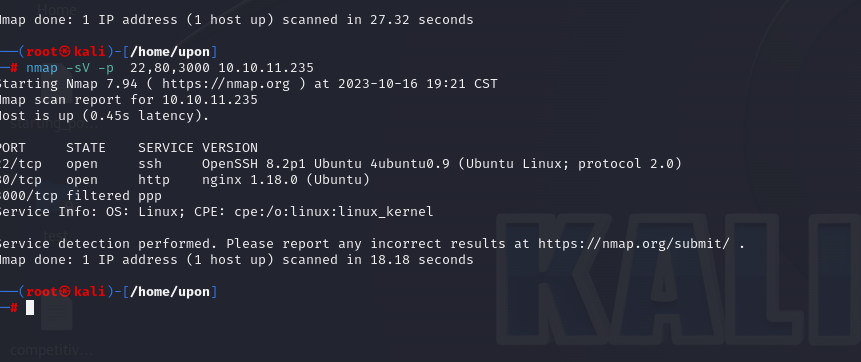 Nmap done: 1 IP address (1 host up) scanned in 27.32 seconds
──(root㉿kali)-[/home/upon]
─# nmap -sV -p  22,80,3000 10.10.11.235
Starting Nmap 7.94 ( https://nmap.org ) at 2023-10-16 19:21 CST
Nmap scan report for 10.10.11.235
Host is up (0.45s latency).
PORT     STATE    SERVICE VERSION
22/tcp   open     ssh     OpenSSH 8.2p1 Ubuntu 4ubuntu0.9 (Ubuntu Linux; protocol 2.0)
80/tcp   open     http    nginx 1.18.0 (Ubuntu)
3000/tcp filtered ppp
Service Info: OS: Linux; CPE: cpe:/o:linux:linux_kernel
Service detection performed. Please report any incorrect results at https://nmap.org/submit/ .
Nmap done: 1 IP address (1 host up) scanned in 18.18 seconds
──(root㉿kali)-[/home/upon]
─#
Home
test
competitiv...
KALI